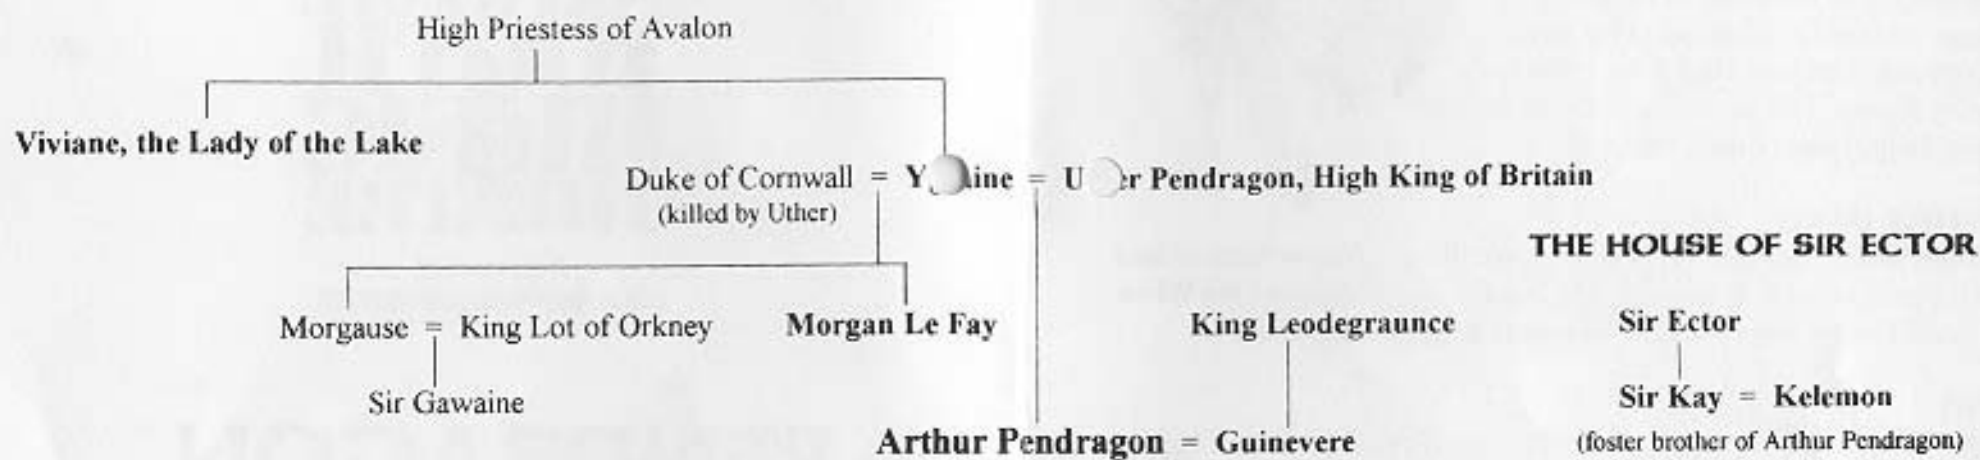 High Priestess of Avalon
Viviane, the Lady of the Lake
Duke of Cornwall = = Pendragon, High King of Britain
(killed by Uther)
THE HOUSE OF SIR ECTOR
Morgause = King Lot of Orkney Morgan Le Fay King Leodegraunce Sir Ector
Sir Gawaine Sir Kay = Kelemon
Arthur Pendragon = Guinevere (foster brother of Arthur Pendragon)